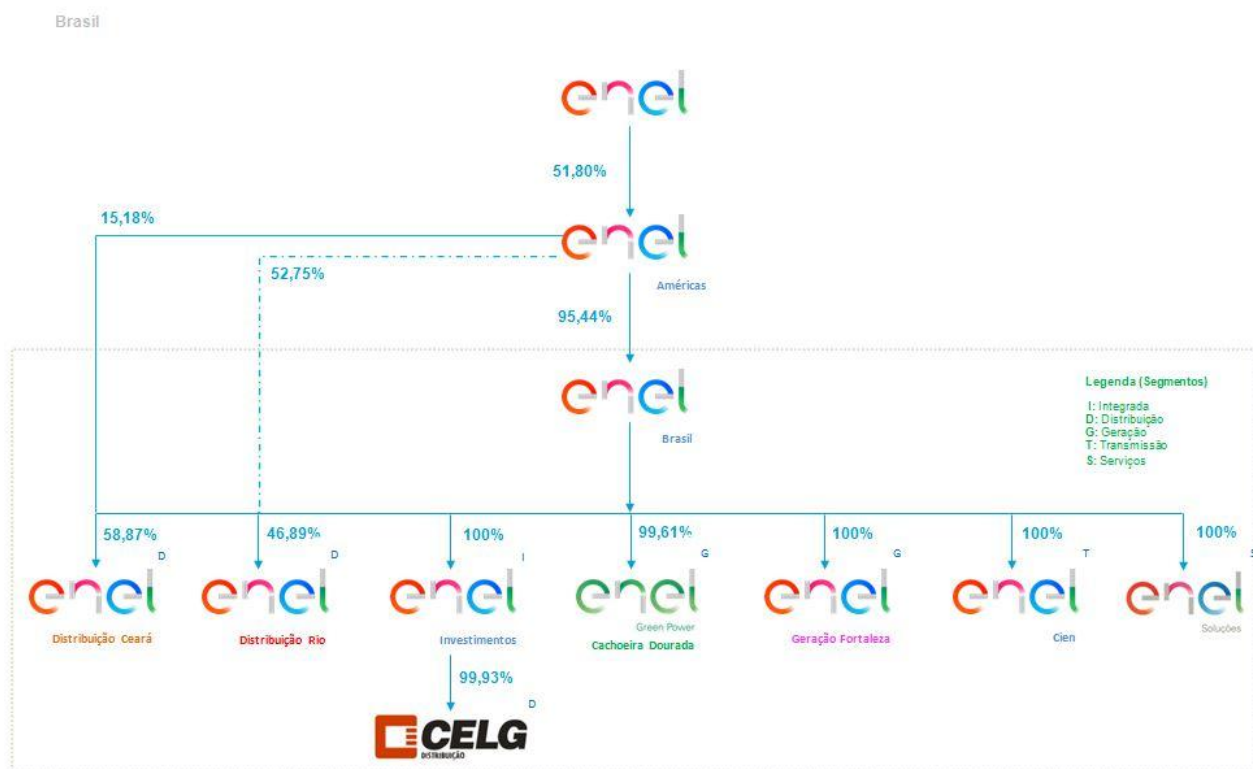 Brasil
enel
51,80%
15,18%
enel
52,75%
Américas
95,44%
enel
Brasil
Legenda (Segmentos)
I: Integrada
D: Distribuição
G: Geração
T: Transmissão
S: Serviços
58,87%
46,89%
100%
99,61%
100%
100%
100%
D
D
I
G
G
T
S
enel
enel
enel
enel
enel
enel
enel
Distribuição Ceará
Distribuição Rio
Investimentos
Green Power
Cachoeira Dourada
Geração Fortaleza
Cien
Soluções
99,93%
D
CELG
DISTRIBUIÇÃO